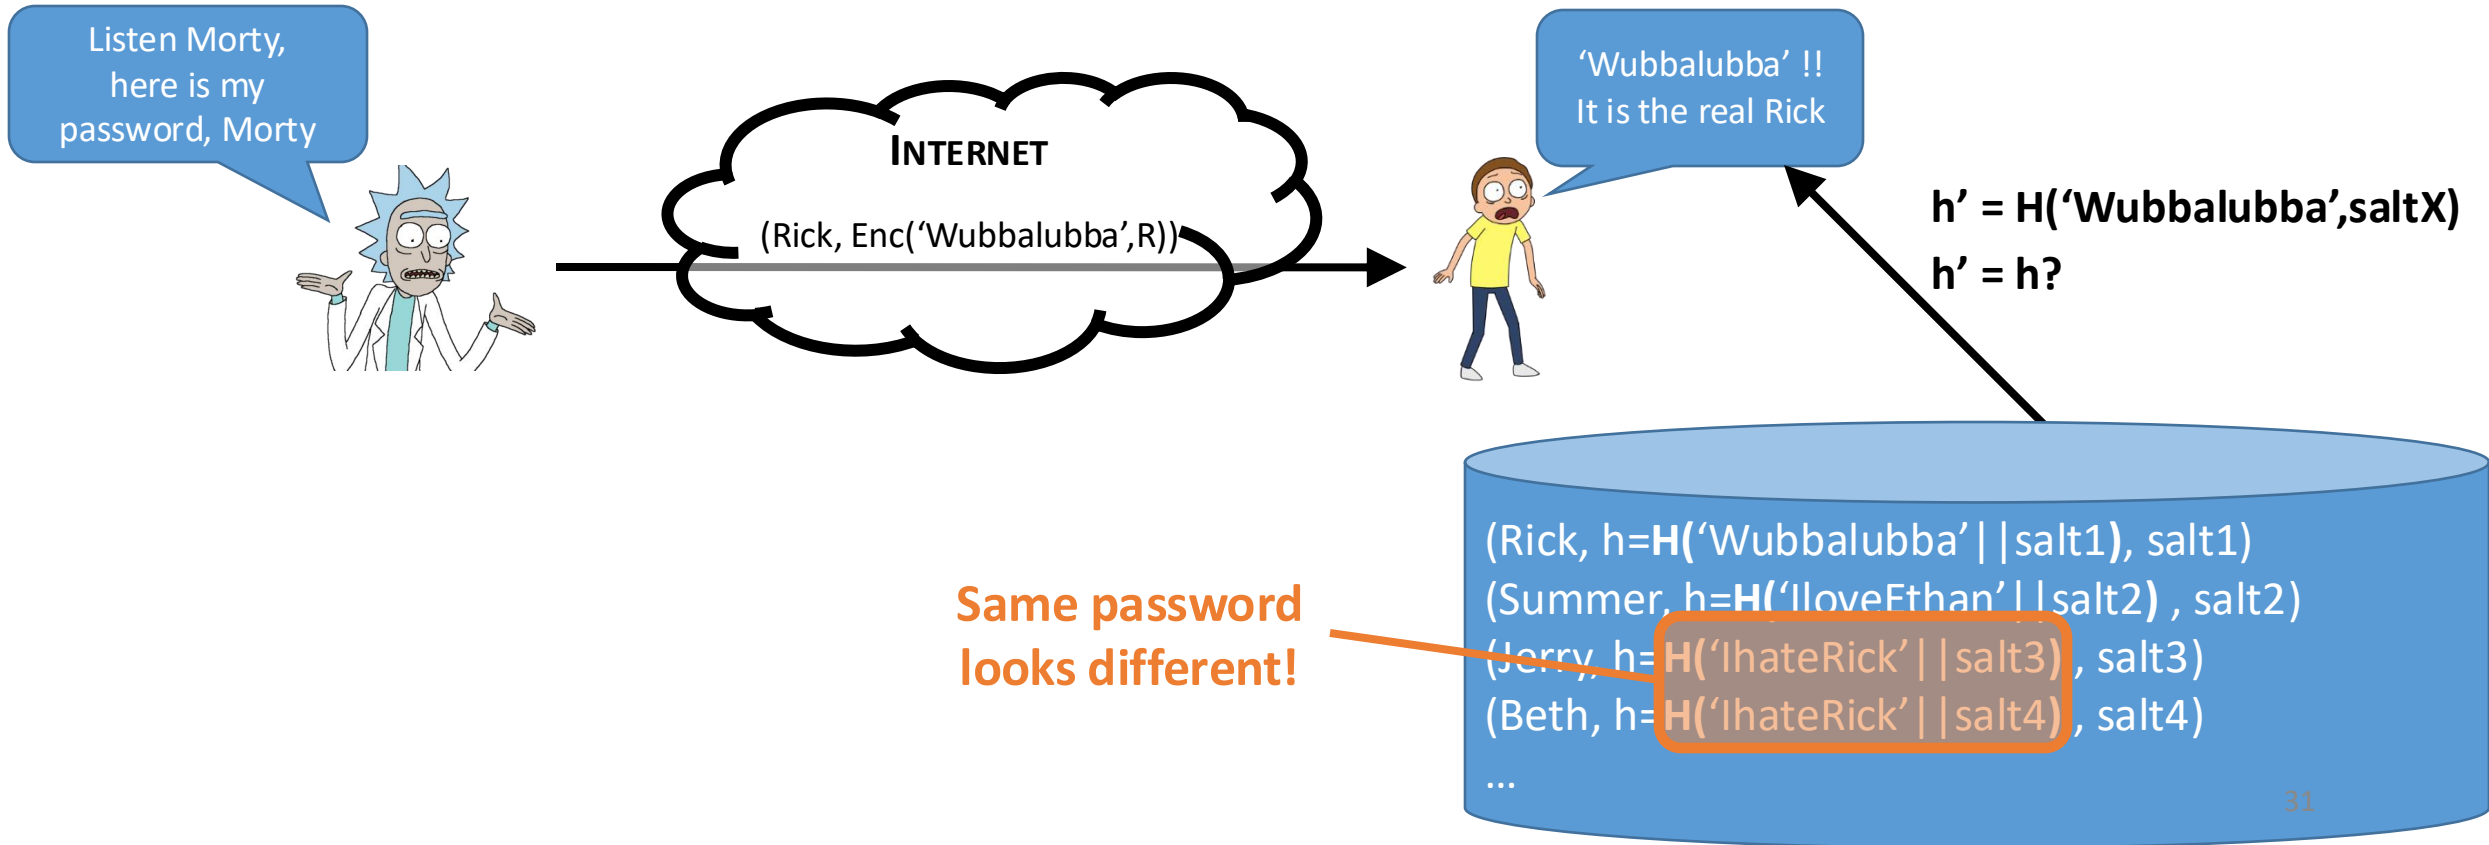 Listen Morty,
here is my
password, Morty
INTERNET
(Rick, Enc(‘Wubbalubba’,R))
‘Wubbalubba’ !!
It is the real Rick
h’ = H(‘Wubbalubba’,saltX)
h’ = h?
Same password
looks different!
(Rick, h=H(‘Wubbalubba’||salt1), salt1)
(Summer, h=H(‘IloveEthan’||salt2) , salt2)
(Jerry, h=H(‘IhateRick’||salt3) , salt3)
(Beth, h=H(‘IhateRick’||salt4) , salt4)
...
31